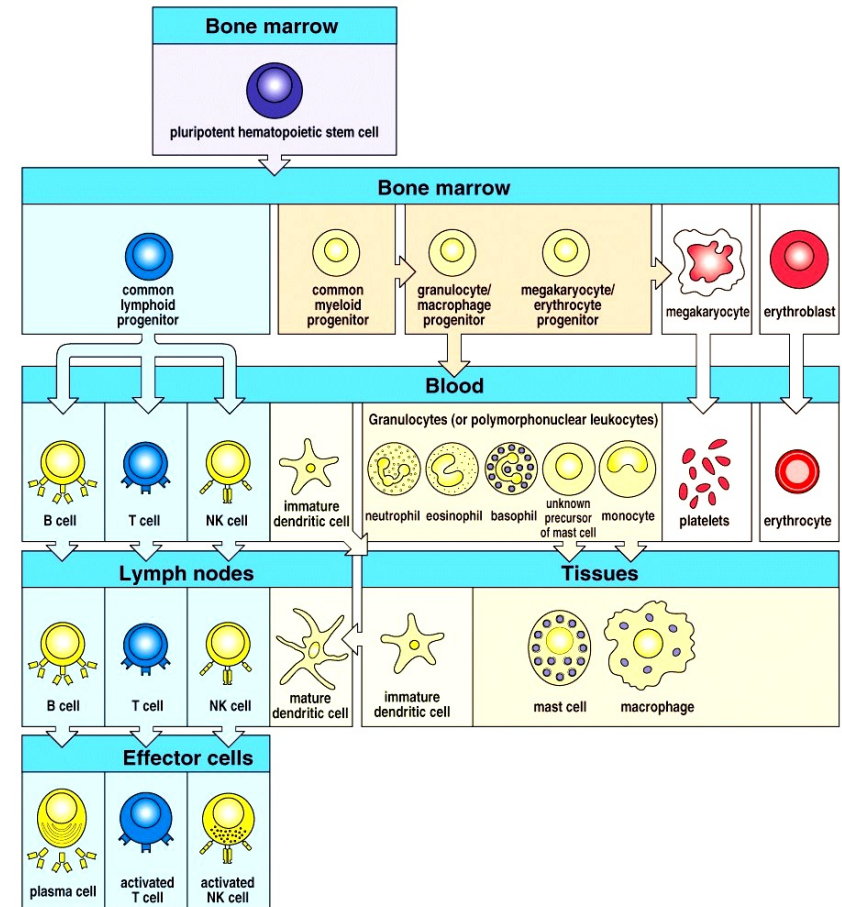 Bone marrow
pluripotent hematopoietic stem cell
Bone marrow
common
lymphoid
progenitor
common
myeloid
progenitor
granulocyte/
macrophage
progenitor
megakaryocyte/
erythrocyte
progenitor
megakaryocyte
erythroblast
Blood
Granulocytes (or polymorphonuclear leukocytes)
B cell
T cell
NK cell
immature
dendritic cell
neutrophil
eosinophil
basophil
unknown
precursor
of mast cell
monocyte
platelets
erythrocyte
Lymph nodes
Tissues
B cell
T cell
NK cell
mature
dendritic cell
immature
dendritic cell
mast cell
macrophage
Effector cells
plasma cell
activated
T cell
activated
NK cell